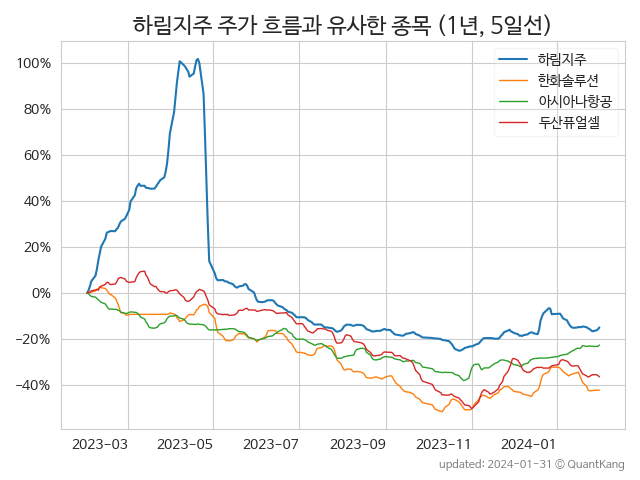 하림지주 주가 흐름과 유사한 종목 (1년, 5일선)
하림지주
한화솔루션
아시아나항공
두산퓨얼셀
100%
80%
60%
40%
20%
0%
−20%
−40%
2023-03 2023-05 2023-07 2023-09 2023-11 2024-01
updated: 2024-01-31 © QuantKang